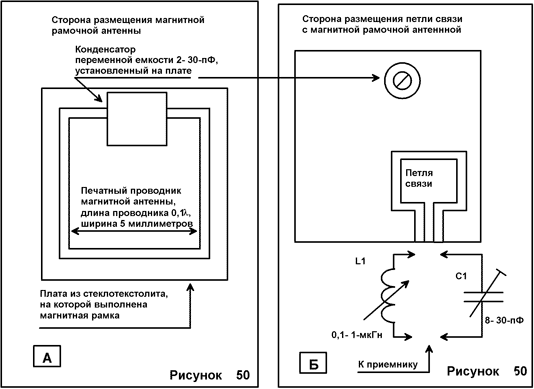 Сторона размещения магнитной
рамочной антенны
Конденсатор
переменной емкости 2- 30-пФ,
установленный на плате
Печатный проводник
магнитной антенны,
длина проводника 0,1λ,
ширина 5 миллиметров
Плата из стеклотекстолита,
на которой выполнена
магнитная рамка
А
Рисунок 50
Сторона размещения петли связи
с магнитной рамочной антенной
Петля
связи
L1
C1
0,1- 1-мкГн
8- 30-пФ
К приемнику
Б
Рисунок 50